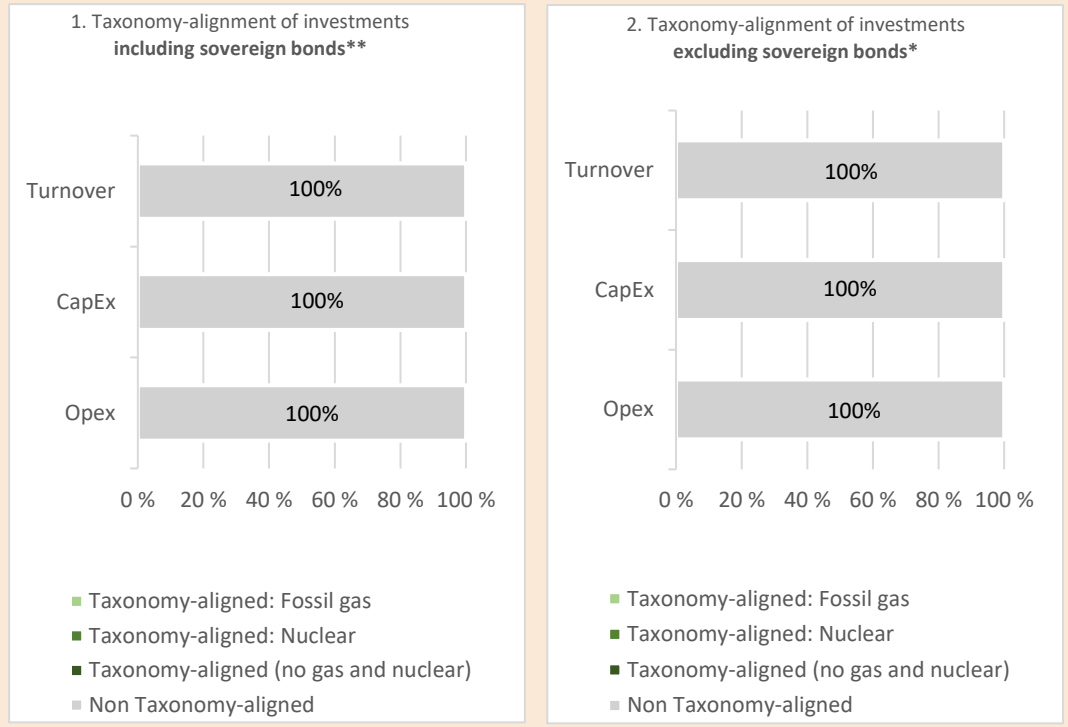 1. Taxonomy-alignment of investments
including sovereign bonds**
Turnover
100%
CapEx
100%
Opex
100%
0 % 20 % 40 % 60 % 80 % 100 %
Taxonomy-aligned: Fossil gas
Taxonomy-aligned: Nuclear
Taxonomy-aligned (no gas and nuclear)
Non Taxonomy-aligned
2. Taxonomy-alignment of investments
excluding sovereign bonds*
Turnover
100%
CapEx
100%
Opex
100%
0 % 20 % 40 % 60 % 80 % 100 %
Taxonomy-aligned: Fossil gas
Taxonomy-aligned: Nuclear
Taxonomy-aligned (no gas and nuclear)
Non Taxonomy-aligned